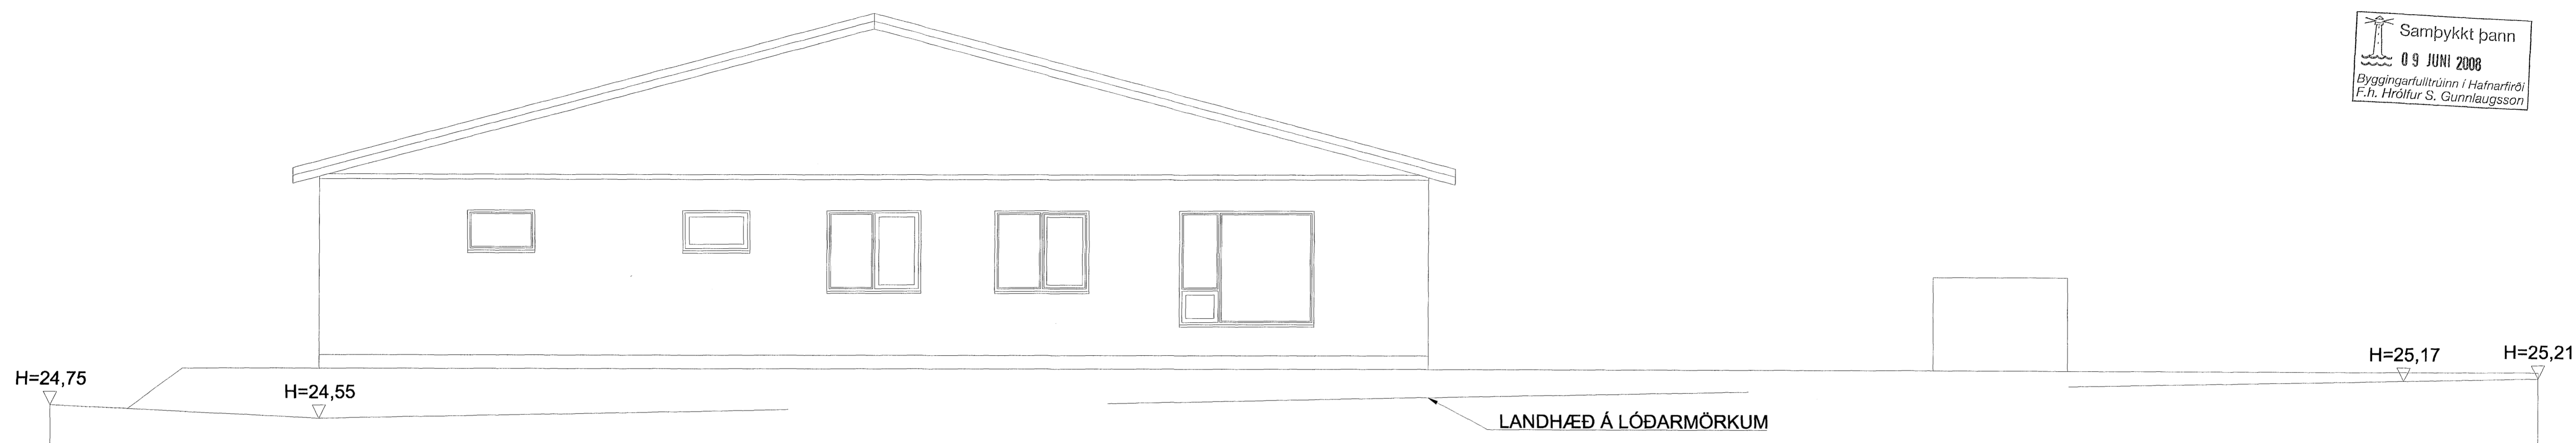 Samþykkt þann
09 JUNI 2008
Byggingarfulltrúinn í Hafnarfirði
F.h. Hrólfur S. Gunnlaugsson
H=24,75
H=24,55
LANDHÆÐ Á LÓÐARMÖRKUM
H=25,17
H=25,21